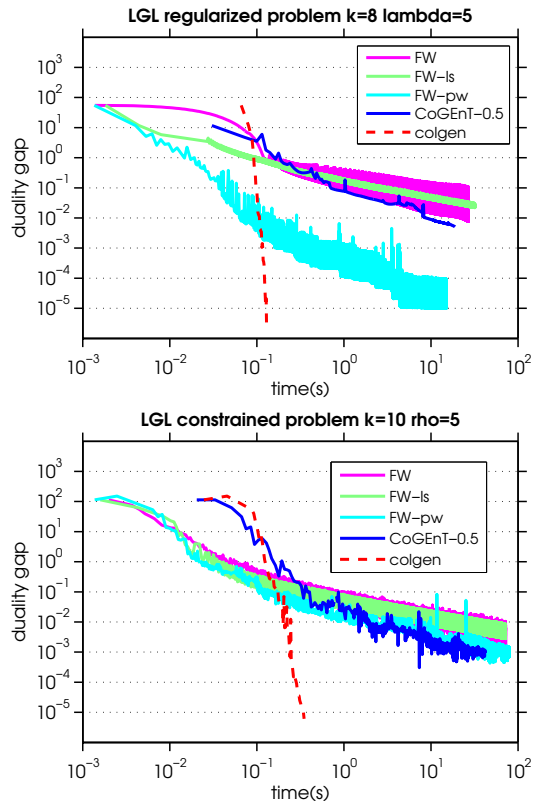 LGL regularized problem k=8 lambda=5
10^3
10^2
10^1
10^0
10^-1
10^-2
10^-3
10^-4
10^-5
duality gap
FW
FW-ls
FW-pw
CoGEnT-0.5
colgen
10^-3 10^-2 10^-1 10^0 10^1 10^2
time(s)
LGL constrained problem k=10 rho=5
10^3
10^2
10^1
10^0
10^-1
10^-2
10^-3
10^-4
10^-5
duality gap
FW
FW-ls
FW-pw
CoGEnT-0.5
colgen
10^-3 10^-2 10^-1 10^0 10^1 10^2
time(s)